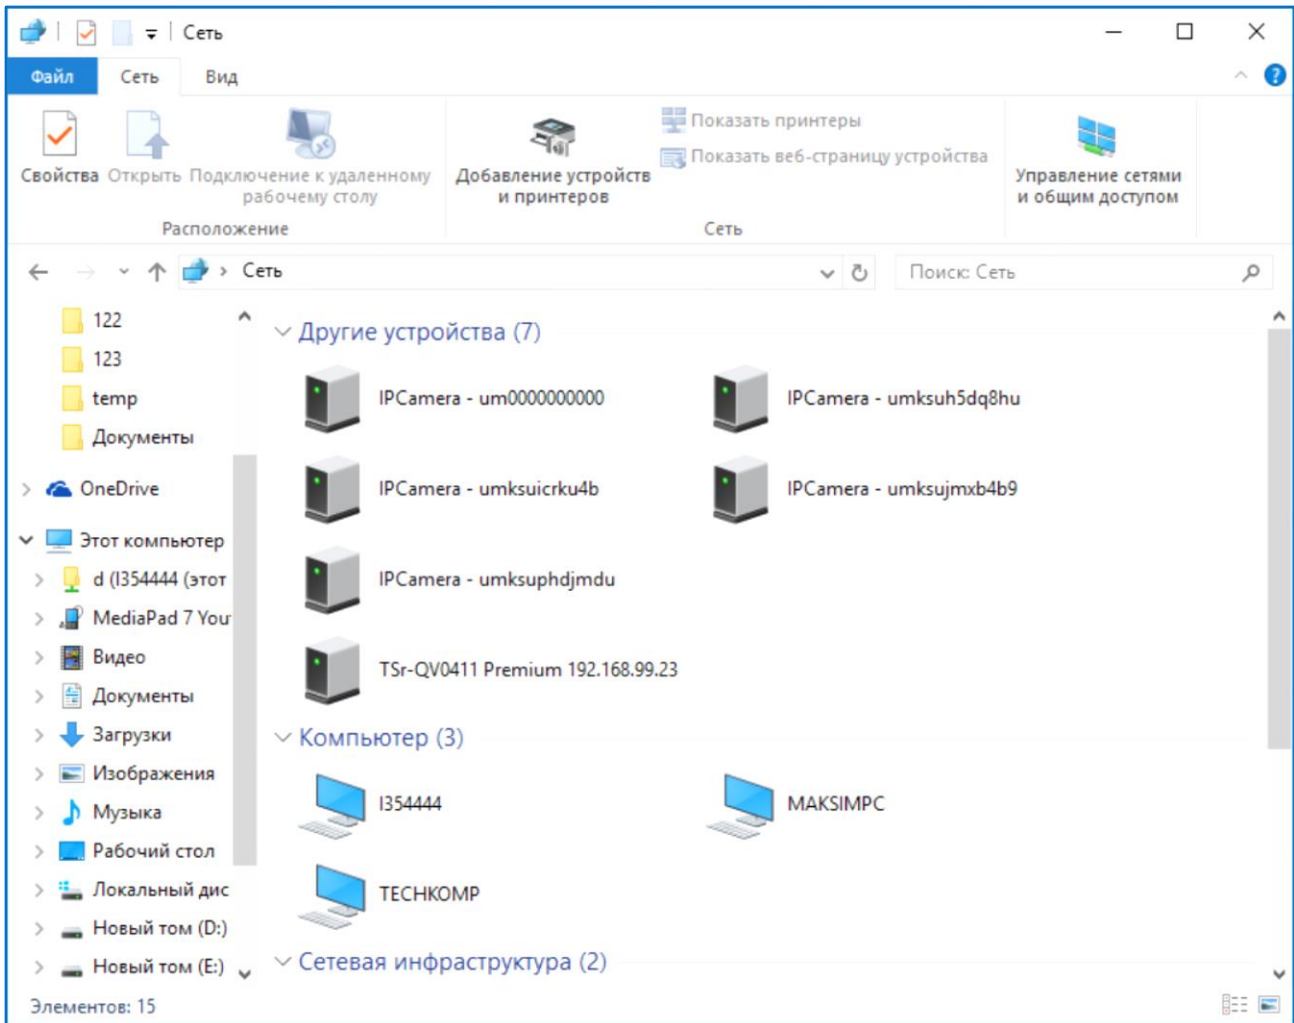 Сеть
Файл
Сеть
Вид
Свойства
Открыть
Подключение к удаленному
рабочему столу
Расположение
Добавление устройств
и принтеров
Показать принтеры
Показать веб-страницу устройства
Сеть
Управление сетями
и общим доступом
Сеть
Поиск: Сеть
122
123
temp
Документы
OneDrive
Этот компьютер
d (I354444 (этот
MediaPad 7 You
Видео
Документы
Загрузки
Изображения
Музыка
Рабочий стол
Локальный дис
Новый том (D:)
Новый том (E:)
Другие устройства (7)
IPCamera - um0000000000
IPCamera - umksuh5dq8hu
IPCamera - umksuicrku4b
IPCamera - umksujmxb4b9
IPCamera - umksuphdjmdu
TSr-QV0411 Premium 192.168.99.23
Компьютер (3)
I354444
MAKSIMPC
TECHKOMP
Сетевая инфраструктура (2)
Элементов: 15